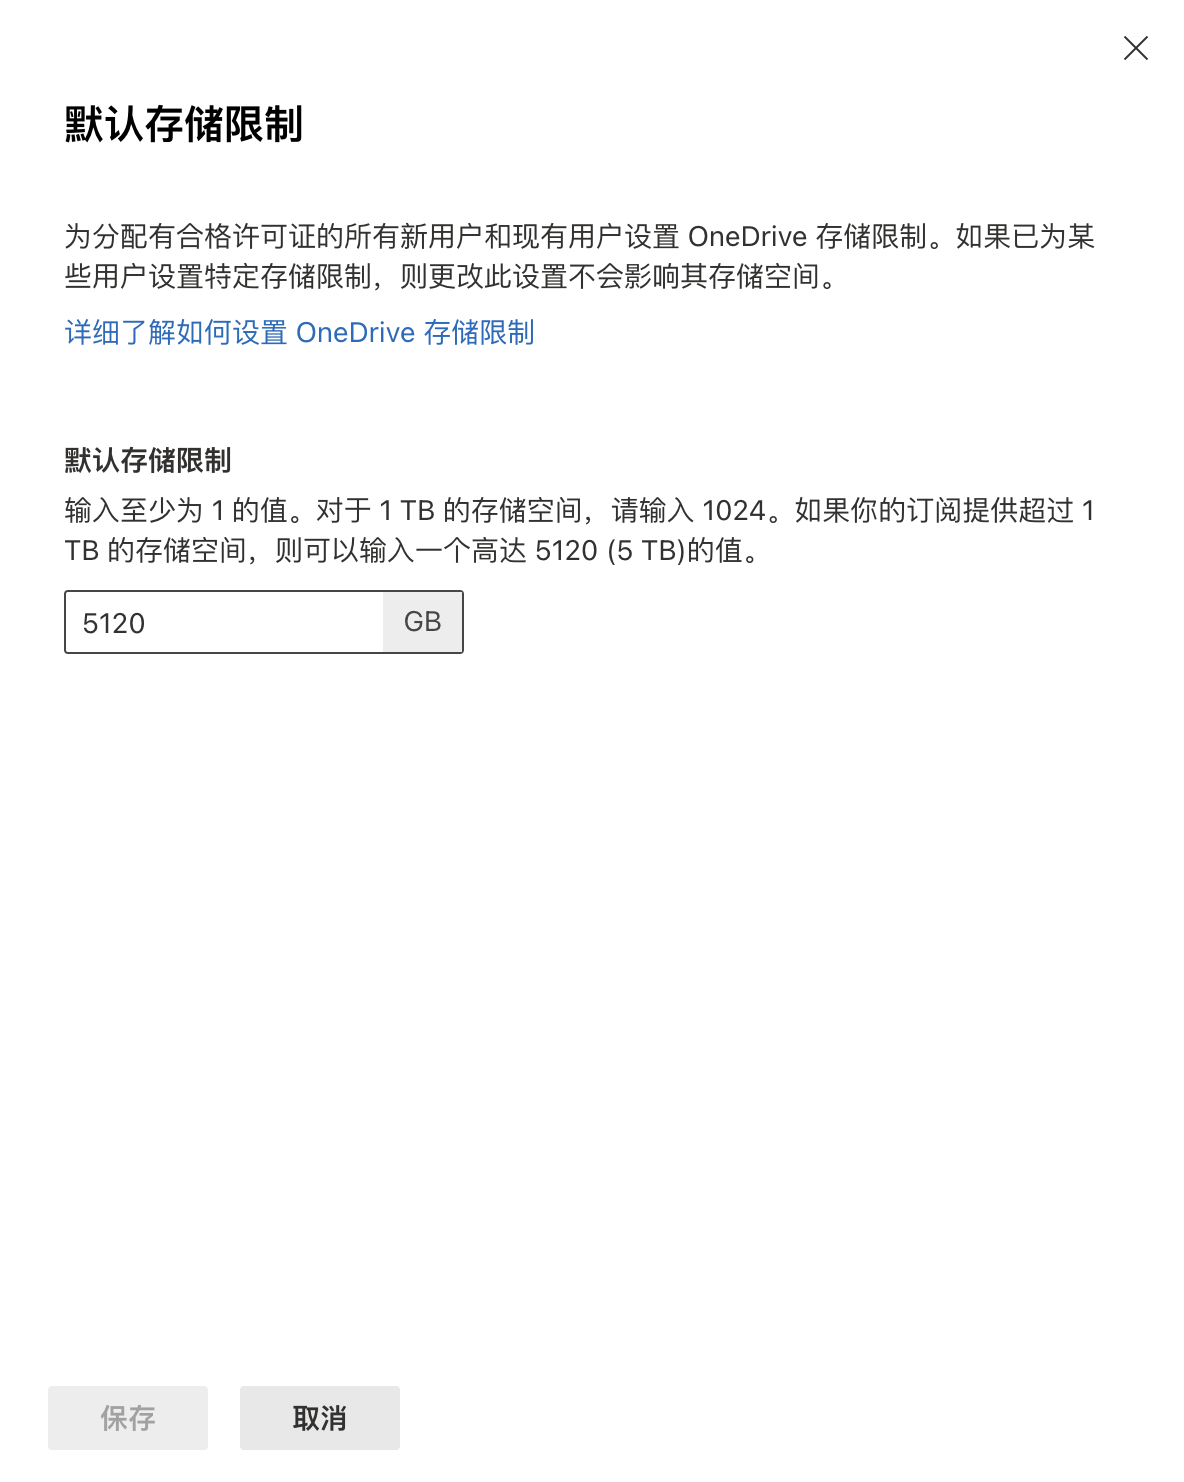 默认存储限制
为分配有合格许可证的所有新用户和现有用户设置 OneDrive 存储限制。如果已为某
些用户设置特定存储限制，则更改此设置不会影响其存储空间。
详细了解如何设置 OneDrive 存储限制
默认存储限制
输入至少为 1 的值。对于 1 TB 的存储空间，请输入 1024。如果你的订阅提供超过 1
TB 的存储空间，则可以输入一个高达 5120 (5 TB)的值。
5120 GB
保存 取消